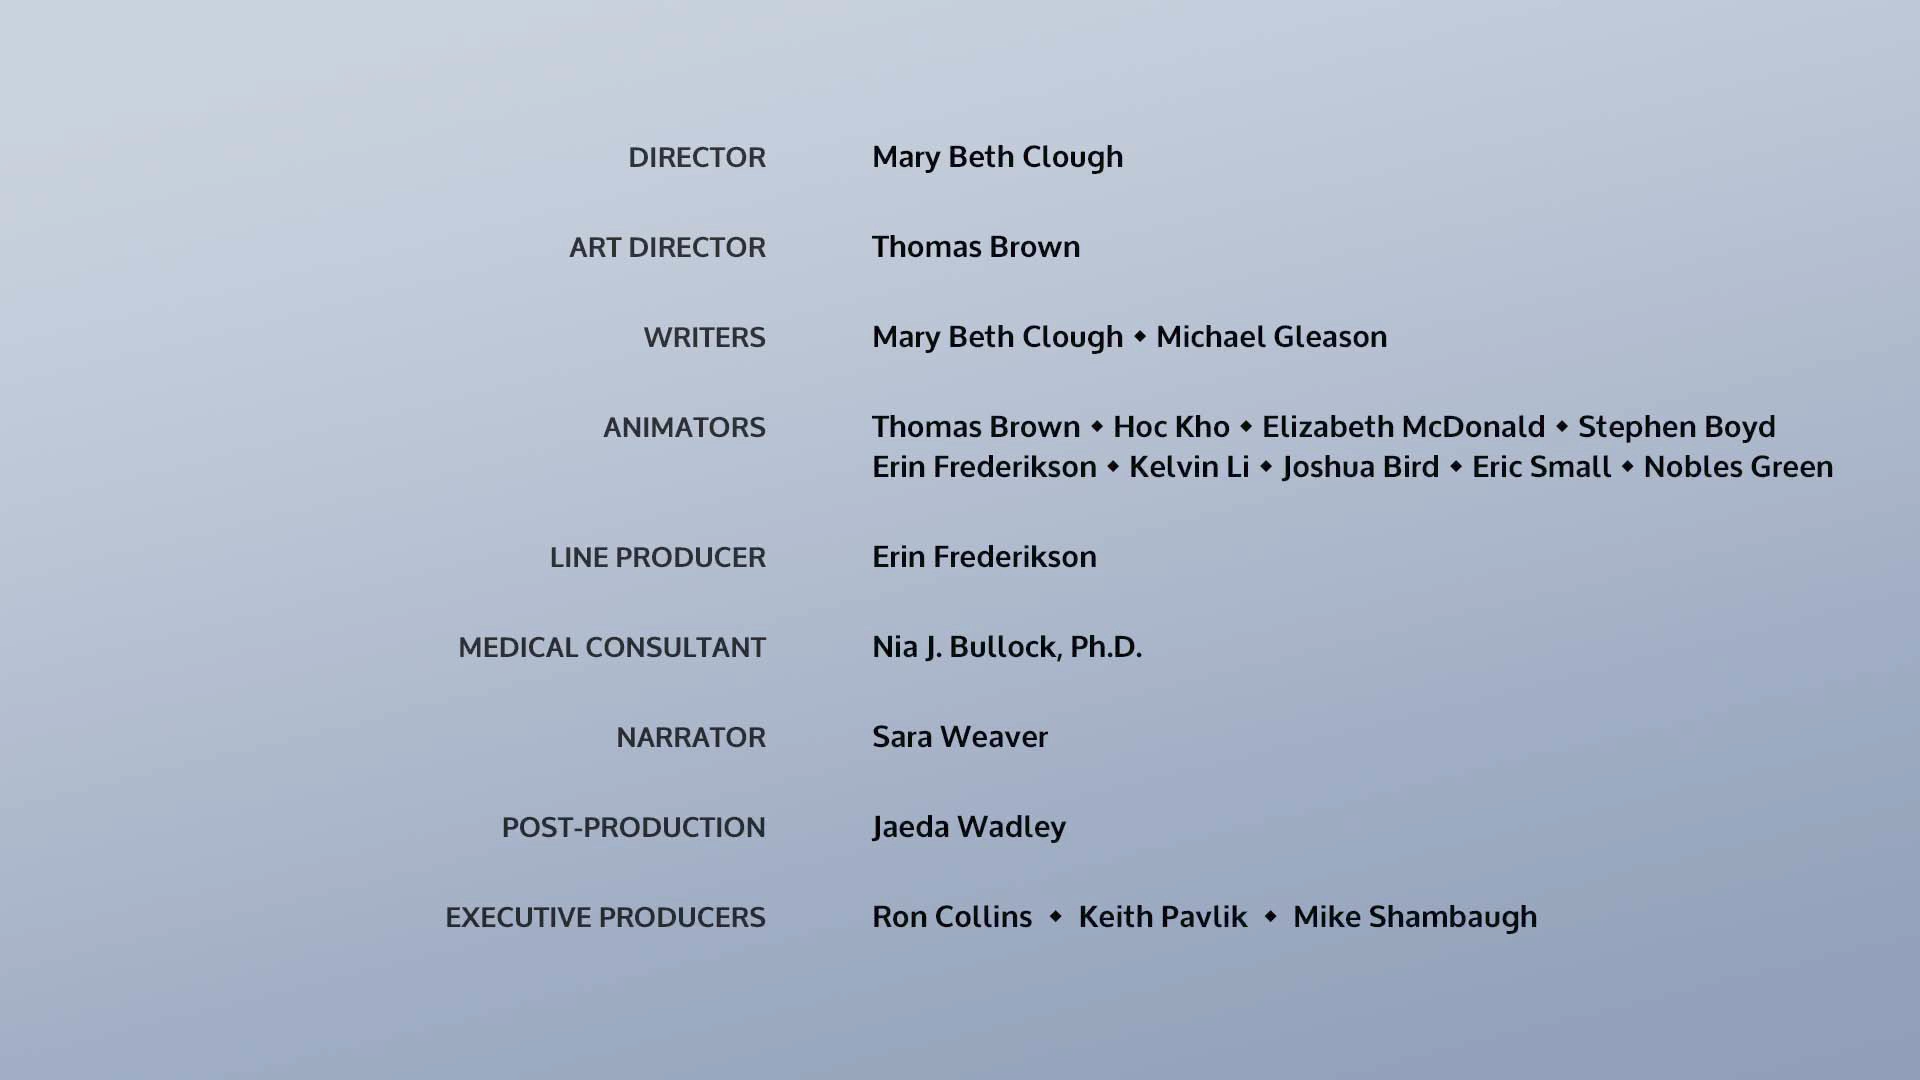 DIRECTOR Mary Beth Clough
ART DIRECTOR Thomas Brown
WRITERS Mary Beth Clough ◆ Michael Gleason
ANIMATORS Thomas Brown ◆ Hoc Kho ◆ Elizabeth McDonald ◆ Stephen Boyd
Erin Frederikson ◆ Kelvin Li ◆ Joshua Bird ◆ Eric Small ◆ Nobles Green
LINE PRODUCER Erin Frederikson
MEDICAL CONSULTANT Nia J. Bullock, Ph.D.
NARRATOR Sara Weaver
POST-PRODUCTION Jaeda Wadley
EXECUTIVE PRODUCERS Ron Collins ◆ Keith Pavlik ◆ Mike Shambaugh